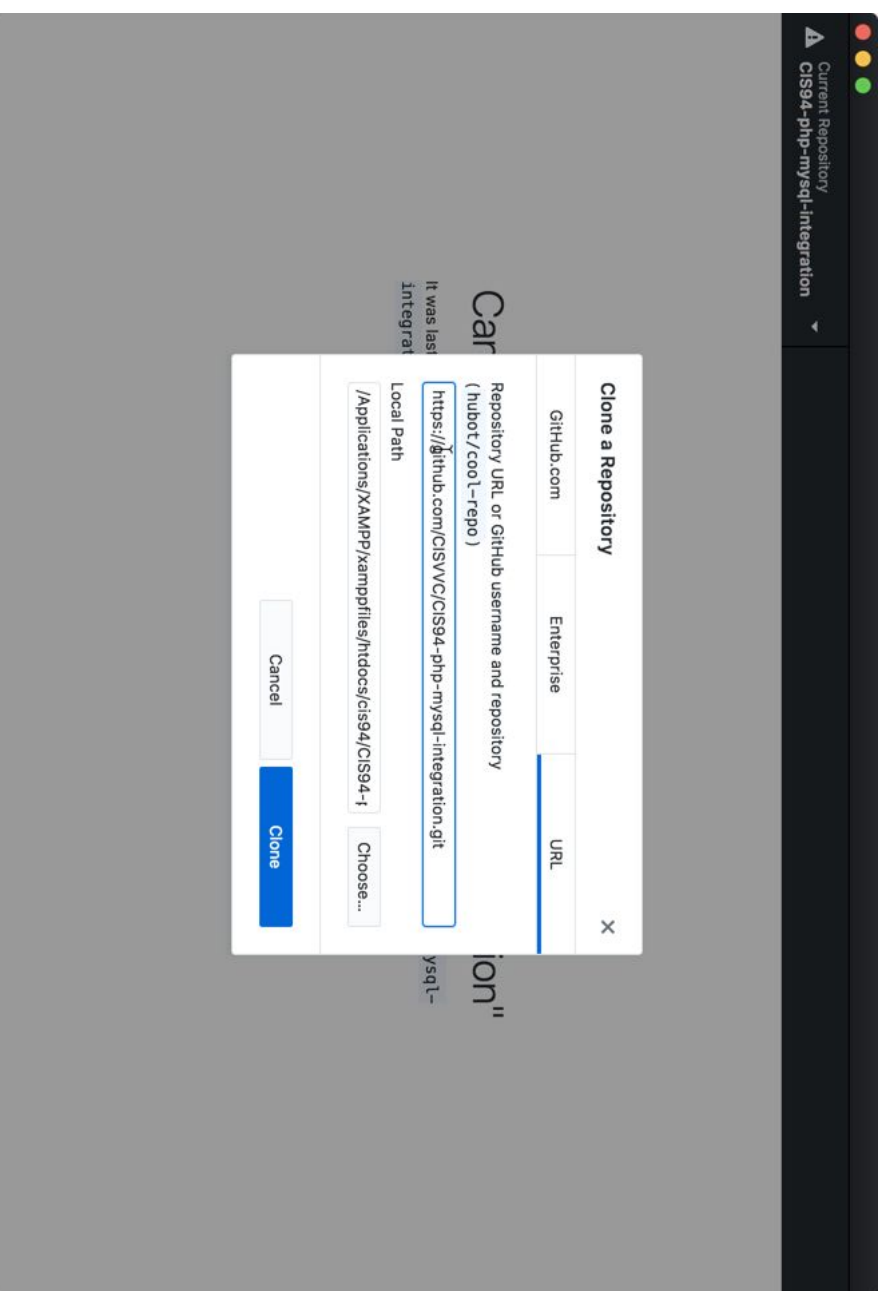 Current Repository
CIS94-php-mysql-integration
Clone a Repository
GitHub.com
Enterprise
URL
Repository URL or GitHub username and repository
(hubot/cool-repo)
https://github.com/CISVVC/CIS94-php-mysql-integration.git
Local Path
/Applications/XAMPP/xamppfiles/htdocs/cis94/CIS94-
Choose...
Cancel
Clone
It was last
ysql-
ion"